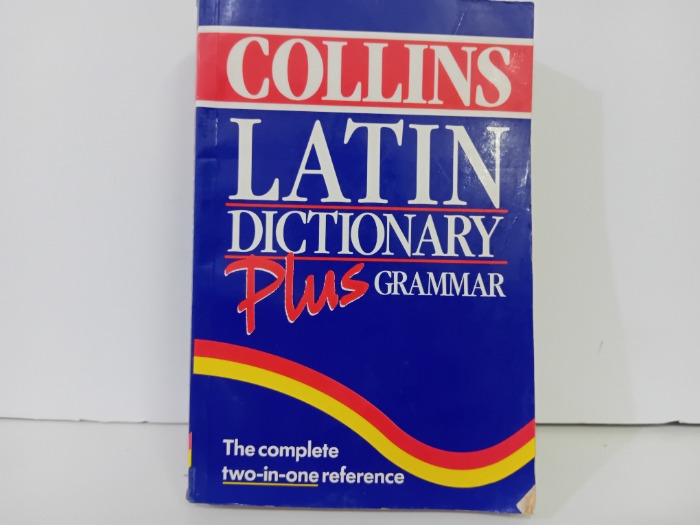 COLLINS
LATIN
DICTIONARY
Plus GRAMMAR
The complete
two-in-one reference